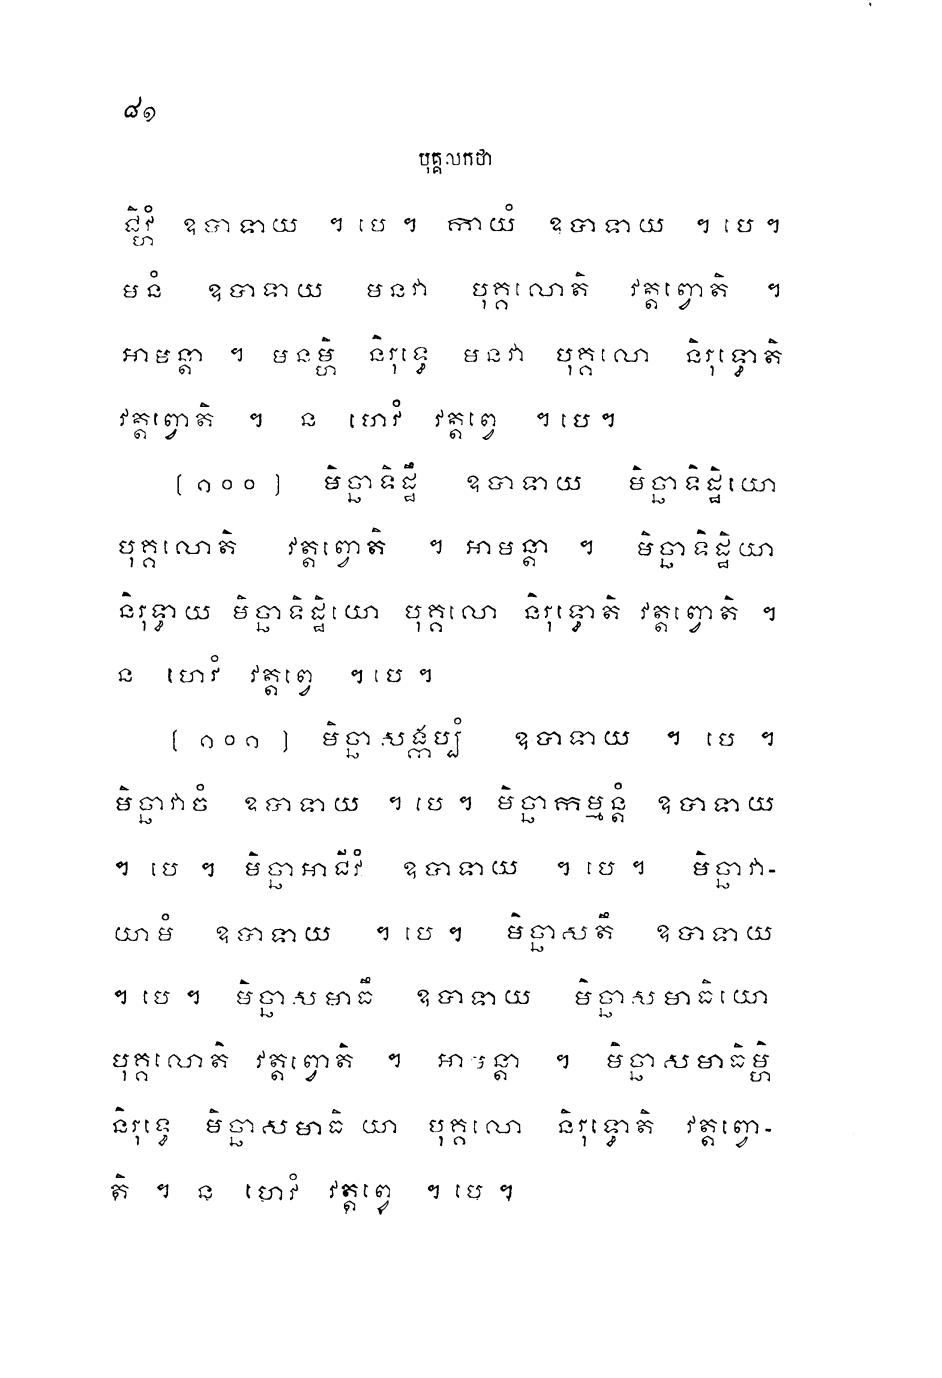 ៨១
បុគ្គលកថា
ជិវ្ហំ ឧបាទាយ ។ បេ ។ កាយំ ឧបាទាយ ។ បេ ។
មនំ ឧបាទាយ មនវា បុគ្គលោតិ វត្តព្វោតិ ។
អាមន្តា ។ មនម្ហិ និរុទ្ធេ មនវា បុគ្គលោ និរុទ្ធោតិ
វត្តព្វោតិ ។ ន ហេវំ វត្តព្វេ ។ បេ ។
(១០០) មិច្ឆាទិដ្ឋឹ ឧបាទាយ មិច្ឆាទិដ្ឋិយោ
បុគ្គលោតិ វត្តព្វោតិ ។ អាមន្តា ។ មិច្ឆាទិដ្ឋិយា
និរុទ្ធាយ មិច្ឆាទិដ្ឋិយោ បុគ្គលោ និរុទ្ធោតិ វត្តព្វោតិ ។
ន ហេវំ វត្តព្វេ ។ បេ ។
(១០១) មិច្ឆាសង្កប្បំ ឧបាទាយ ។ បេ ។
មិច្ឆាវាចំ ឧបាទាយ ។ បេ ។ មិច្ឆាកម្មន្តំ ឧបាទាយ
។ បេ ។ មិច្ឆាអាជីវំ ឧបាទាយ ។ បេ ។ មិច្ឆាវា-
យាមំ ឧបាទាយ ។ បេ ។ មិច្ឆាសតឹ ឧបាទាយ
។ បេ ។ មិច្ឆាសមាធឹ ឧបាទាយ មិច្ឆាសមាធិយោ
បុគ្គលោតិ វត្តព្វោតិ ។ អាមន្តា ។ មិច្ឆាសមាធិម្ហិ
និរុទ្ធេ មិច្ឆាសមាធិយា បុគ្គលោ និរុទ្ធោតិ វត្តព្វោ-
តិ ។ ន ហេវំ វត្តព្វេ ។ បេ ។